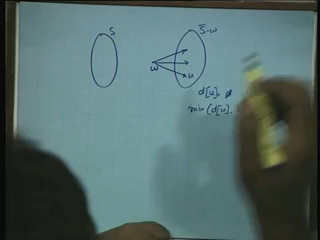 S
S̅-ω
ω
u
d[u], ∅
min (d[u].